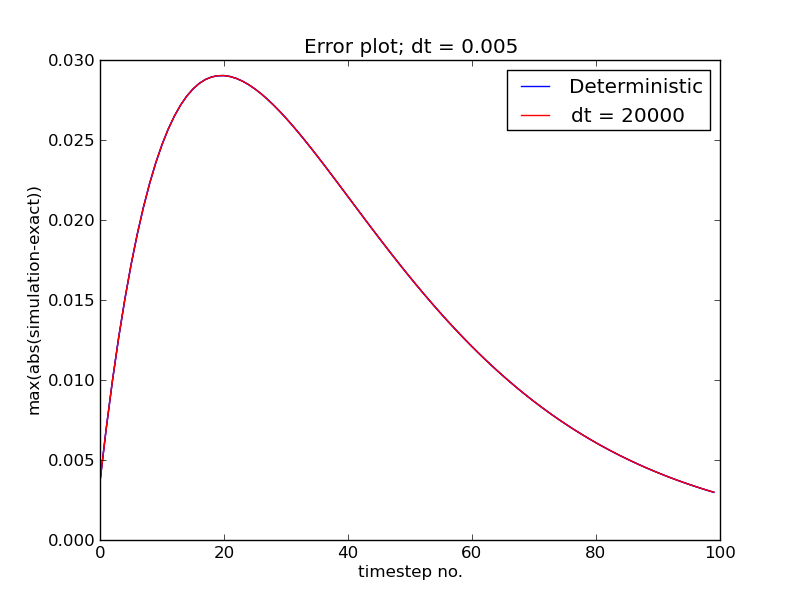 Error plot; dt = 0.005
0.030
0.025
0.020
0.015
0.010
0.005
0.000
max(abs(simulation-exact))
Deterministic
dt = 20000
0 20 40 60 80 100
timestep no.